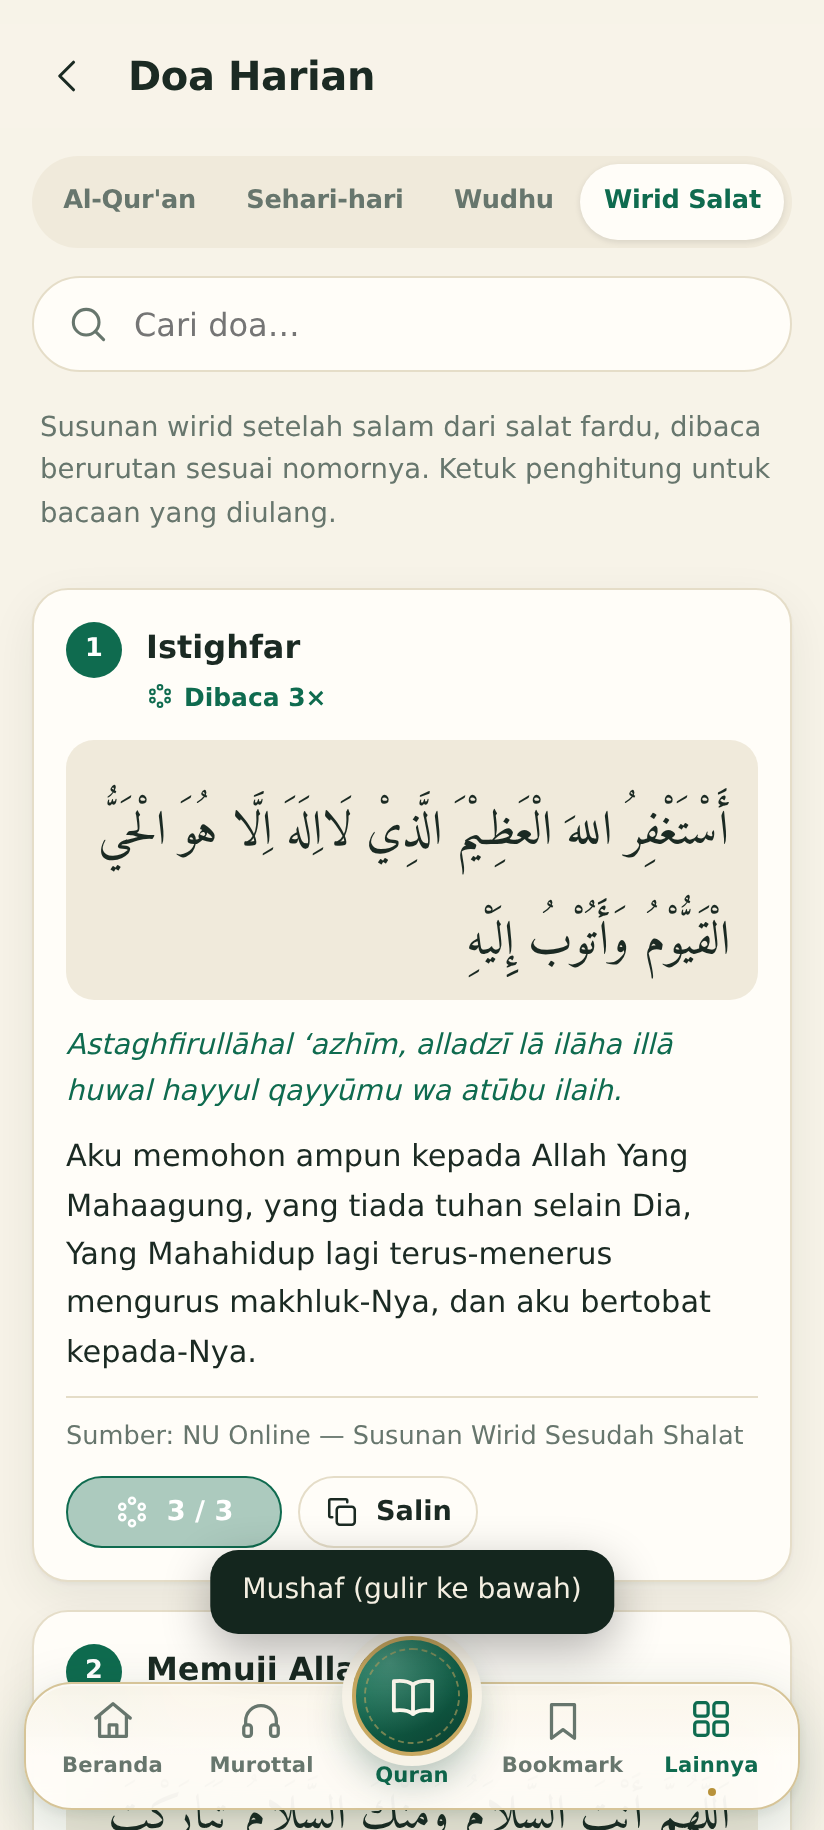 Doa Harian
Al-Qur'an Sehari-hari Wudhu Wirid Salat
Cari doa...
Susunan wirid setelah salam dari salat fardu, dibaca
berurutan sesuai nomornya. Ketuk penghitung untuk
bacaan yang diulang.
1 Istighfar
Dibaca 3×
أَسْتَغْفِرُ اللهَ الْعَظِـيْمَ الَّذِيْ لَااِلَهَ اِلَّا هُوَ الْحَيُّ
الْقَيُّوْمُ وَأَتُوْبُ إِلَيْهِ
Astaghfirullāhal ‘azhīm, alladzī lā ilāha illā
huwal hayyul qayyūmu wa atūbu ilaih.
Aku memohon ampun kepada Allah Yang
Mahaagung, yang tiada tuhan selain Dia,
Yang Mahahidup lagi terus-menerus
mengurus makhluk-Nya, dan aku bertobat
kepada-Nya.
Sumber: NU Online — Susunan Wirid Sesudah Shalat
3 / 3 Salin
Mushaf (gulir ke bawah)
2 Memuji
Beranda Murottal Quran Bookmark Lainnya